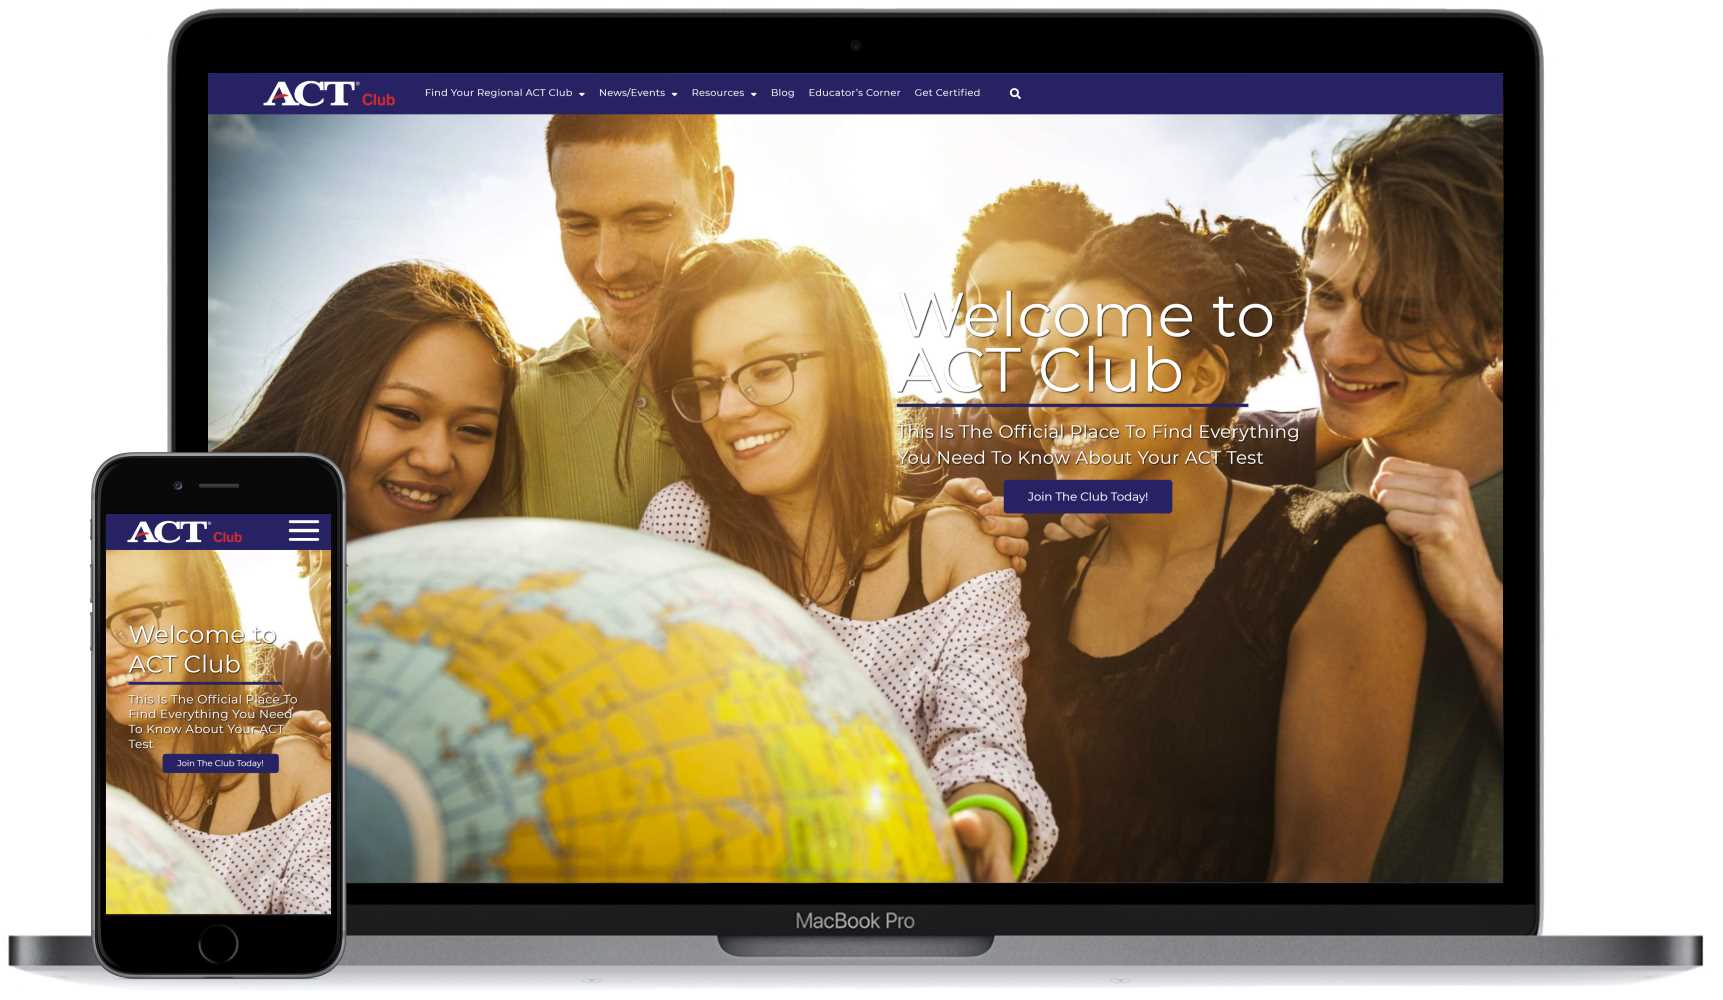 ACT® Club
Find Your Regional ACT Club News/Events Resources Blog Educator's Corner Get Certified
Welcome to
ACT Club
This Is The Official Place To Find Everything
You Need To Know About Your ACT Test
Join The Club Today!
MacBook Pro
ACT® Club
Welcome to
ACT Club
This Is The Official Place To
Find Everything You Need
To Know About Your ACT
Test
Join The Club Today!